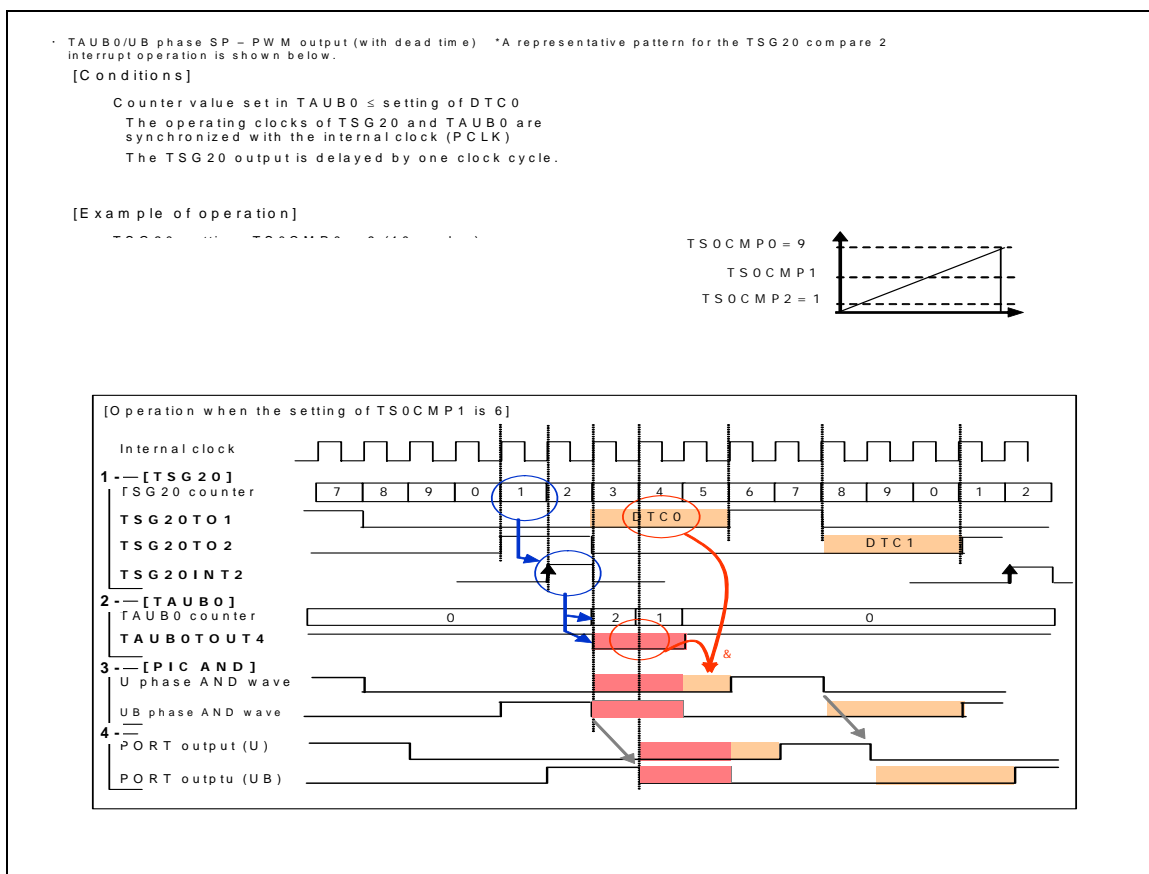 · TAUB0/UB phase SP – PWM output (with dead time) *A representative pattern for the TSG20 compare 2
interrupt operation is shown below.
[Conditions]
Counter value set in TAUB0 ≤ setting of DTC0
The operating clocks of TSG20 and TAUB0 are
synchronized with the internal clock (PCLK)
The TSG20 output is delayed by one clock cycle.
[Example of operation]
TS0CMP0 = 9
TS0CMP1
TS0CMP2 = 1
[Operation when the setting of TS0CMP1 is 6]
Internal clock
1 - — [TSG20]
TSG20 counter 7 8 9 0 1 2 3 4 5 6 7 8 9 0 1 2
TSG20TO1 DTC0
TSG20TO2 DTC1
TSG20INT2
2 - — [TAUB0]
TAUB0 counter 0 2 1 0
TAUB0TOUT4
&
3 - — [PIC AND]
U phase AND wave
UB phase AND wave
4 - —
PORT output (U)
PORT outptu (UB)